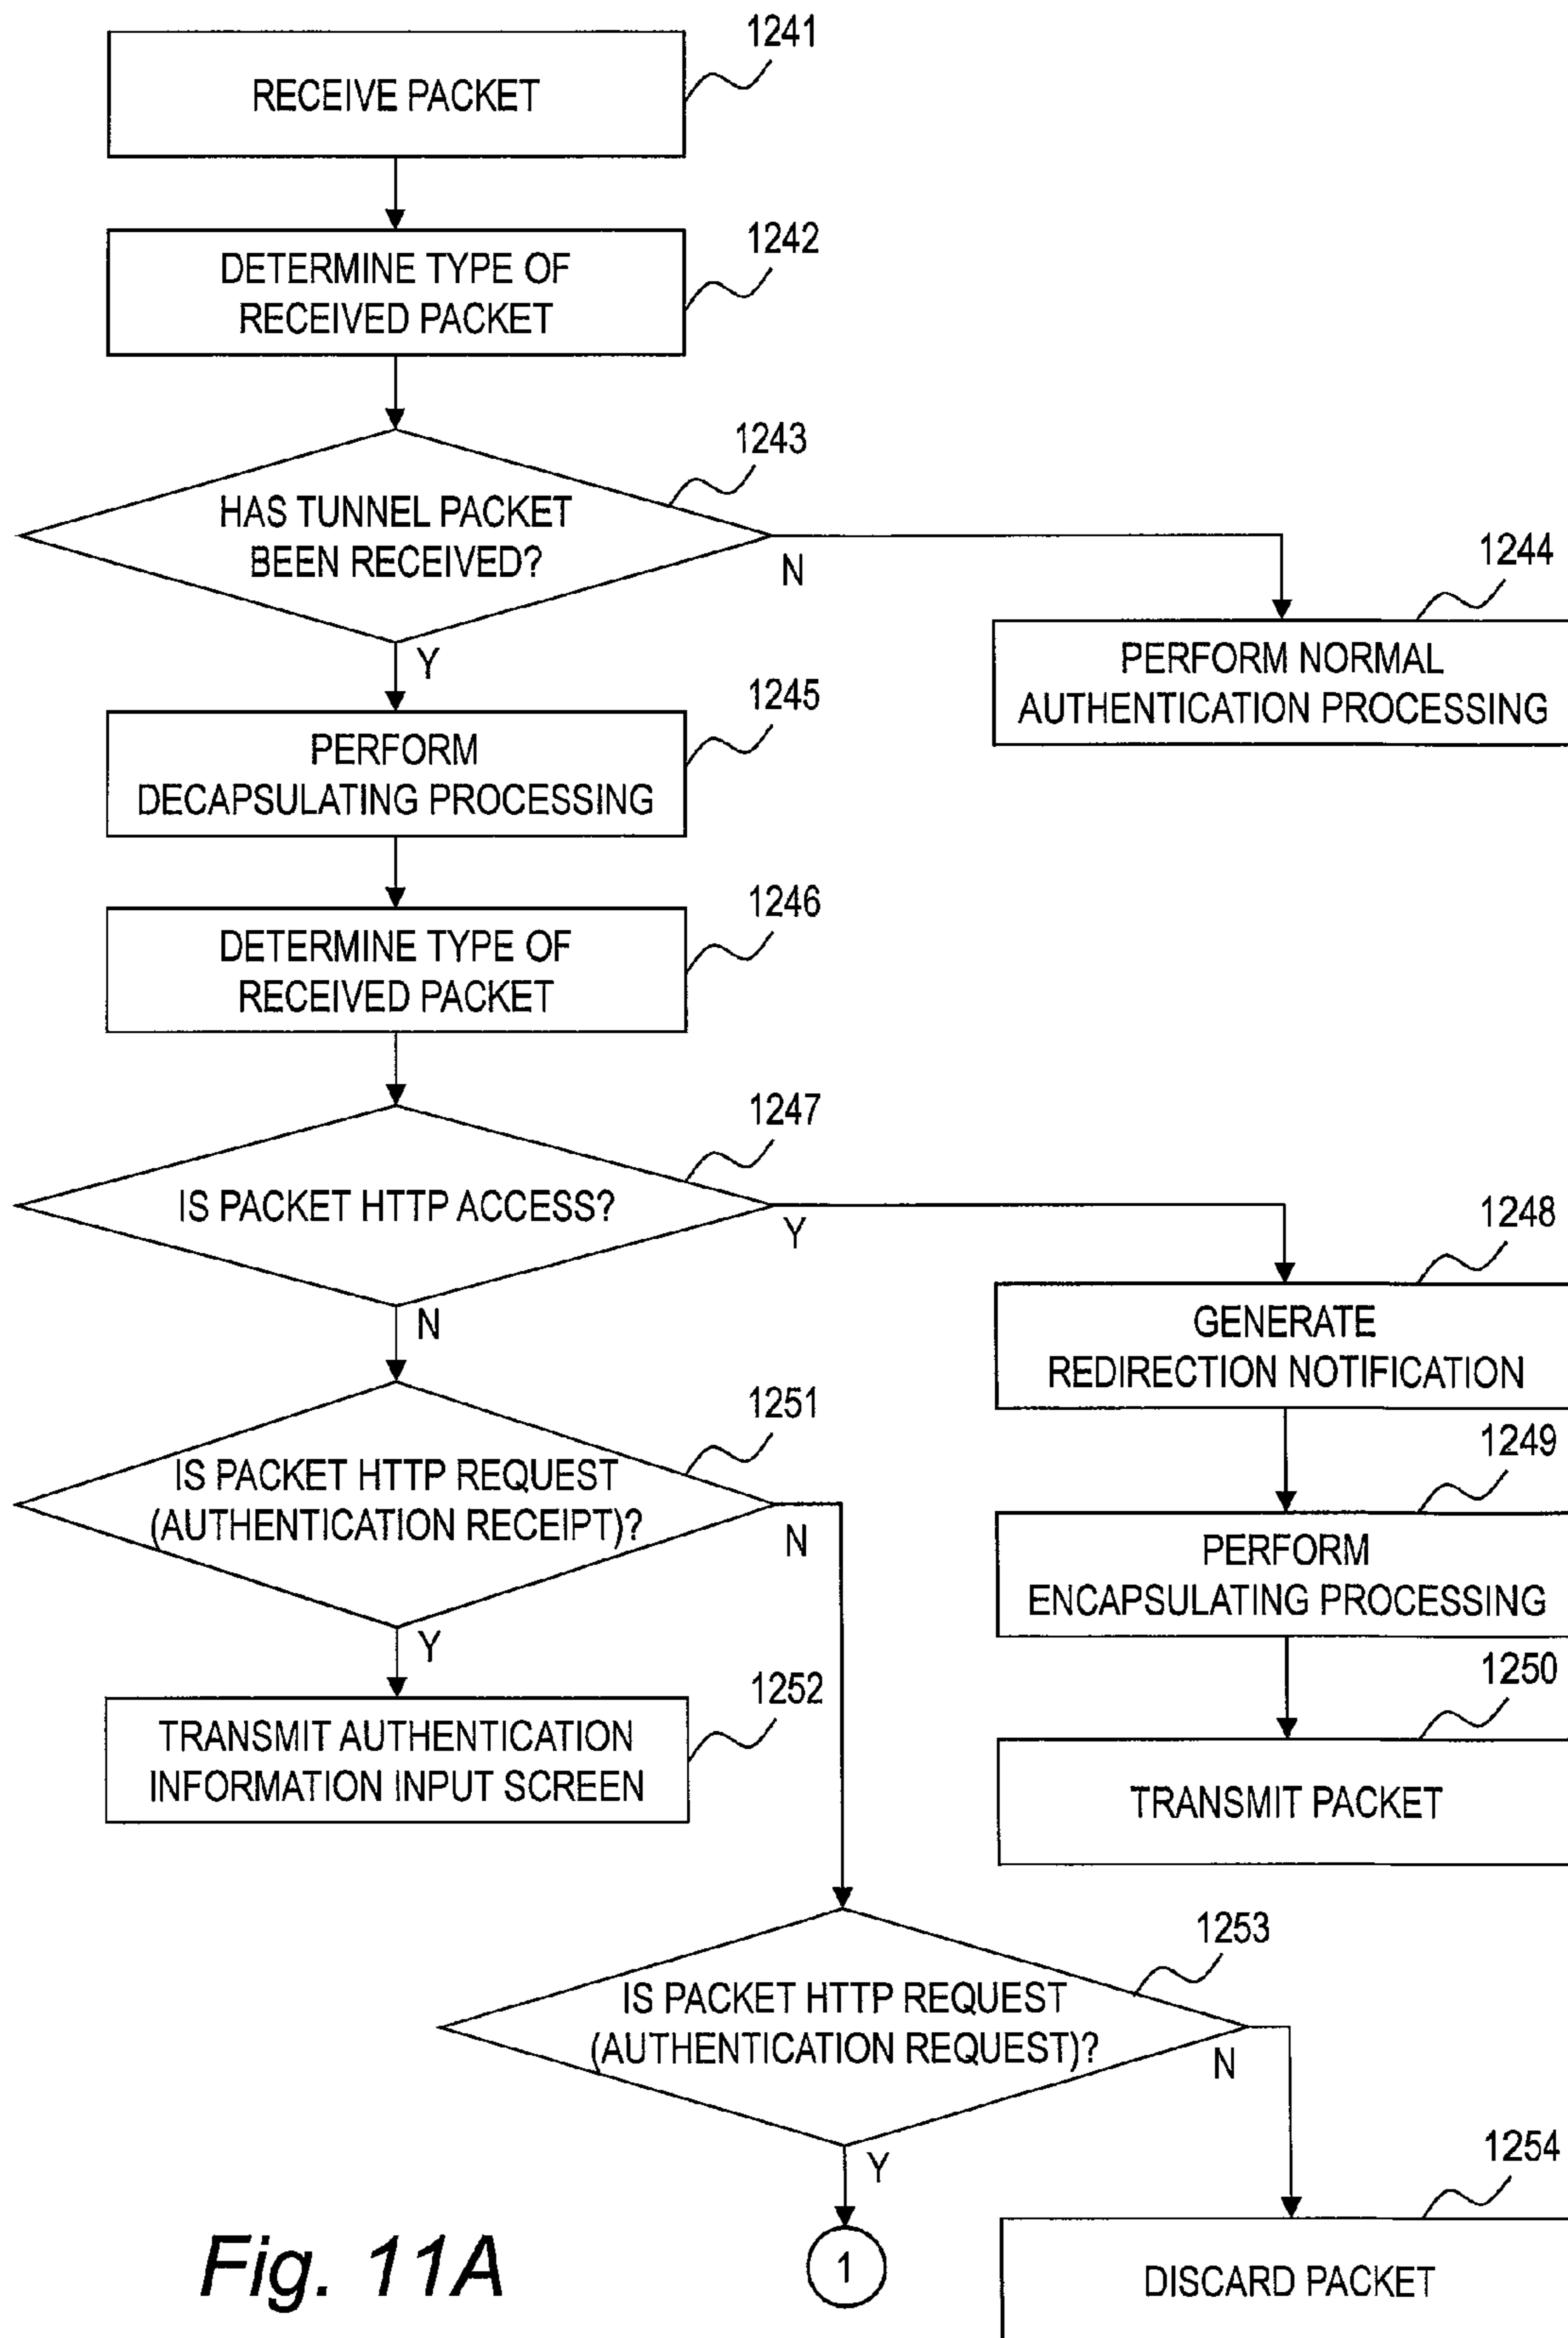 1241
RECEIVE PACKET
1242
DETERMINE TYPE OF
RECEIVED PACKET
1243
HAS TUNNEL PACKET
BEEN RECEIVED?
N
1244
PERFORM NORMAL
AUTHENTICATION PROCESSING
Y
1245
PERFORM
DECAPSULATING PROCESSING
1246
DETERMINE TYPE OF
RECEIVED PACKET
1247
IS PACKET HTTP ACCESS?
Y
1248
GENERATE
REDIRECTION NOTIFICATION
N
1251
IS PACKET HTTP REQUEST
(AUTHENTICATION RECEIPT)?
N
1249
PERFORM
ENCAPSULATING PROCESSING
Y
1252
TRANSMIT AUTHENTICATION
INFORMATION INPUT SCREEN
1250
TRANSMIT PACKET
1253
IS PACKET HTTP REQUEST
(AUTHENTICATION REQUEST)?
N
Y
1254
DISCARD PACKET
1
Fig. 11A